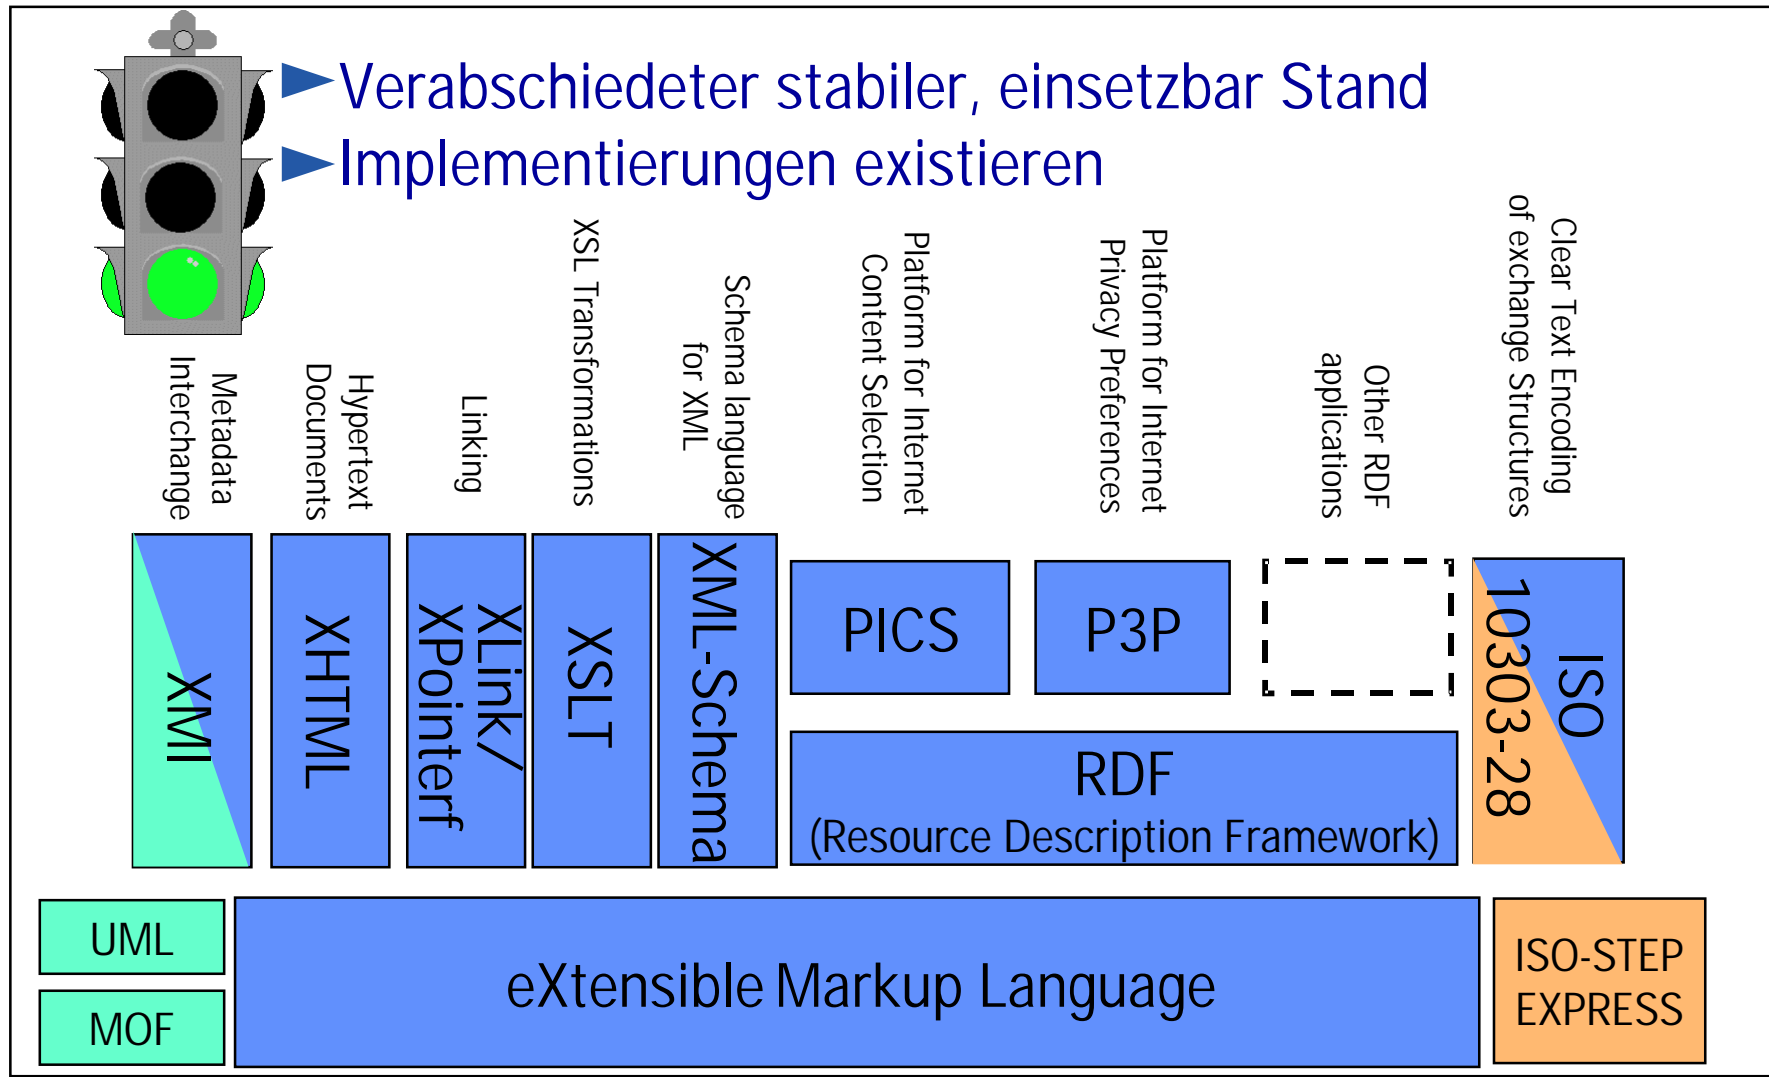 Verabschiedeter stabiler, einsetzbar Stand
Implementierungen existieren
Metadata
Interchange
Hypertext
Documents
Linking
XSL Transformations
Schema language
for XML
Platform for Internet
Content Selection
Platform for Internet
Privacy Preferences
Other RDF
applications
Clear Text Encoding
of exchange Structures
XMI
XHTML
XLink/
XPointerf
XSLT
XML-Schema
PICS
P3P
RDF
(Resource Description Framework)
ISO
10303-28
UML
MOF
eXtensible Markup Language
ISO-STEP
EXPRESS